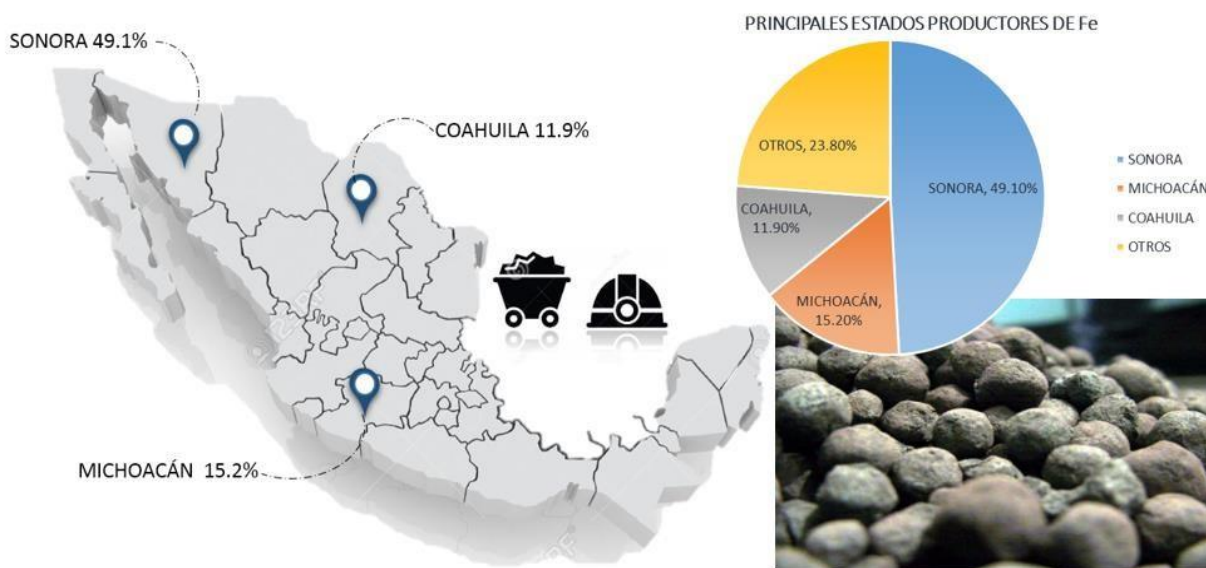 SONORA 49.1%
COAHUILA 11.9%
MICHOACÁN 15.2%
PRINCIPALES ESTADOS PRODUCTORES DE Fe
OTROS, 23.80%
SONORA, 49.10%
COAHUILA,
11.90%
MICHOACÁN,
15.20%
SONORA
MICHOACÁN
COAHUILA
OTROS